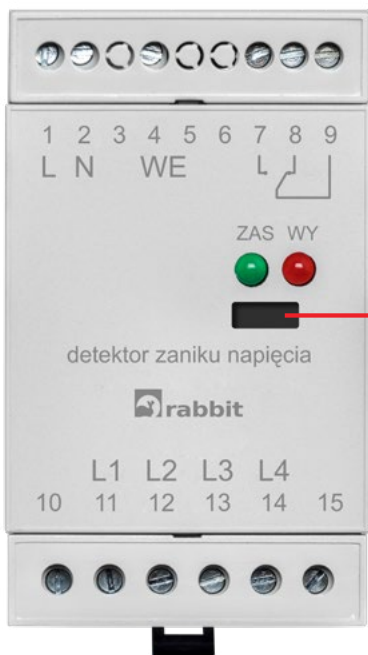 1 2 3 4 5 6 7 8 9
L N WE
ZAS WY
detektor zaniku napięcia
rabbit
L1 L2 L3 L4
10 11 12 13 14 15